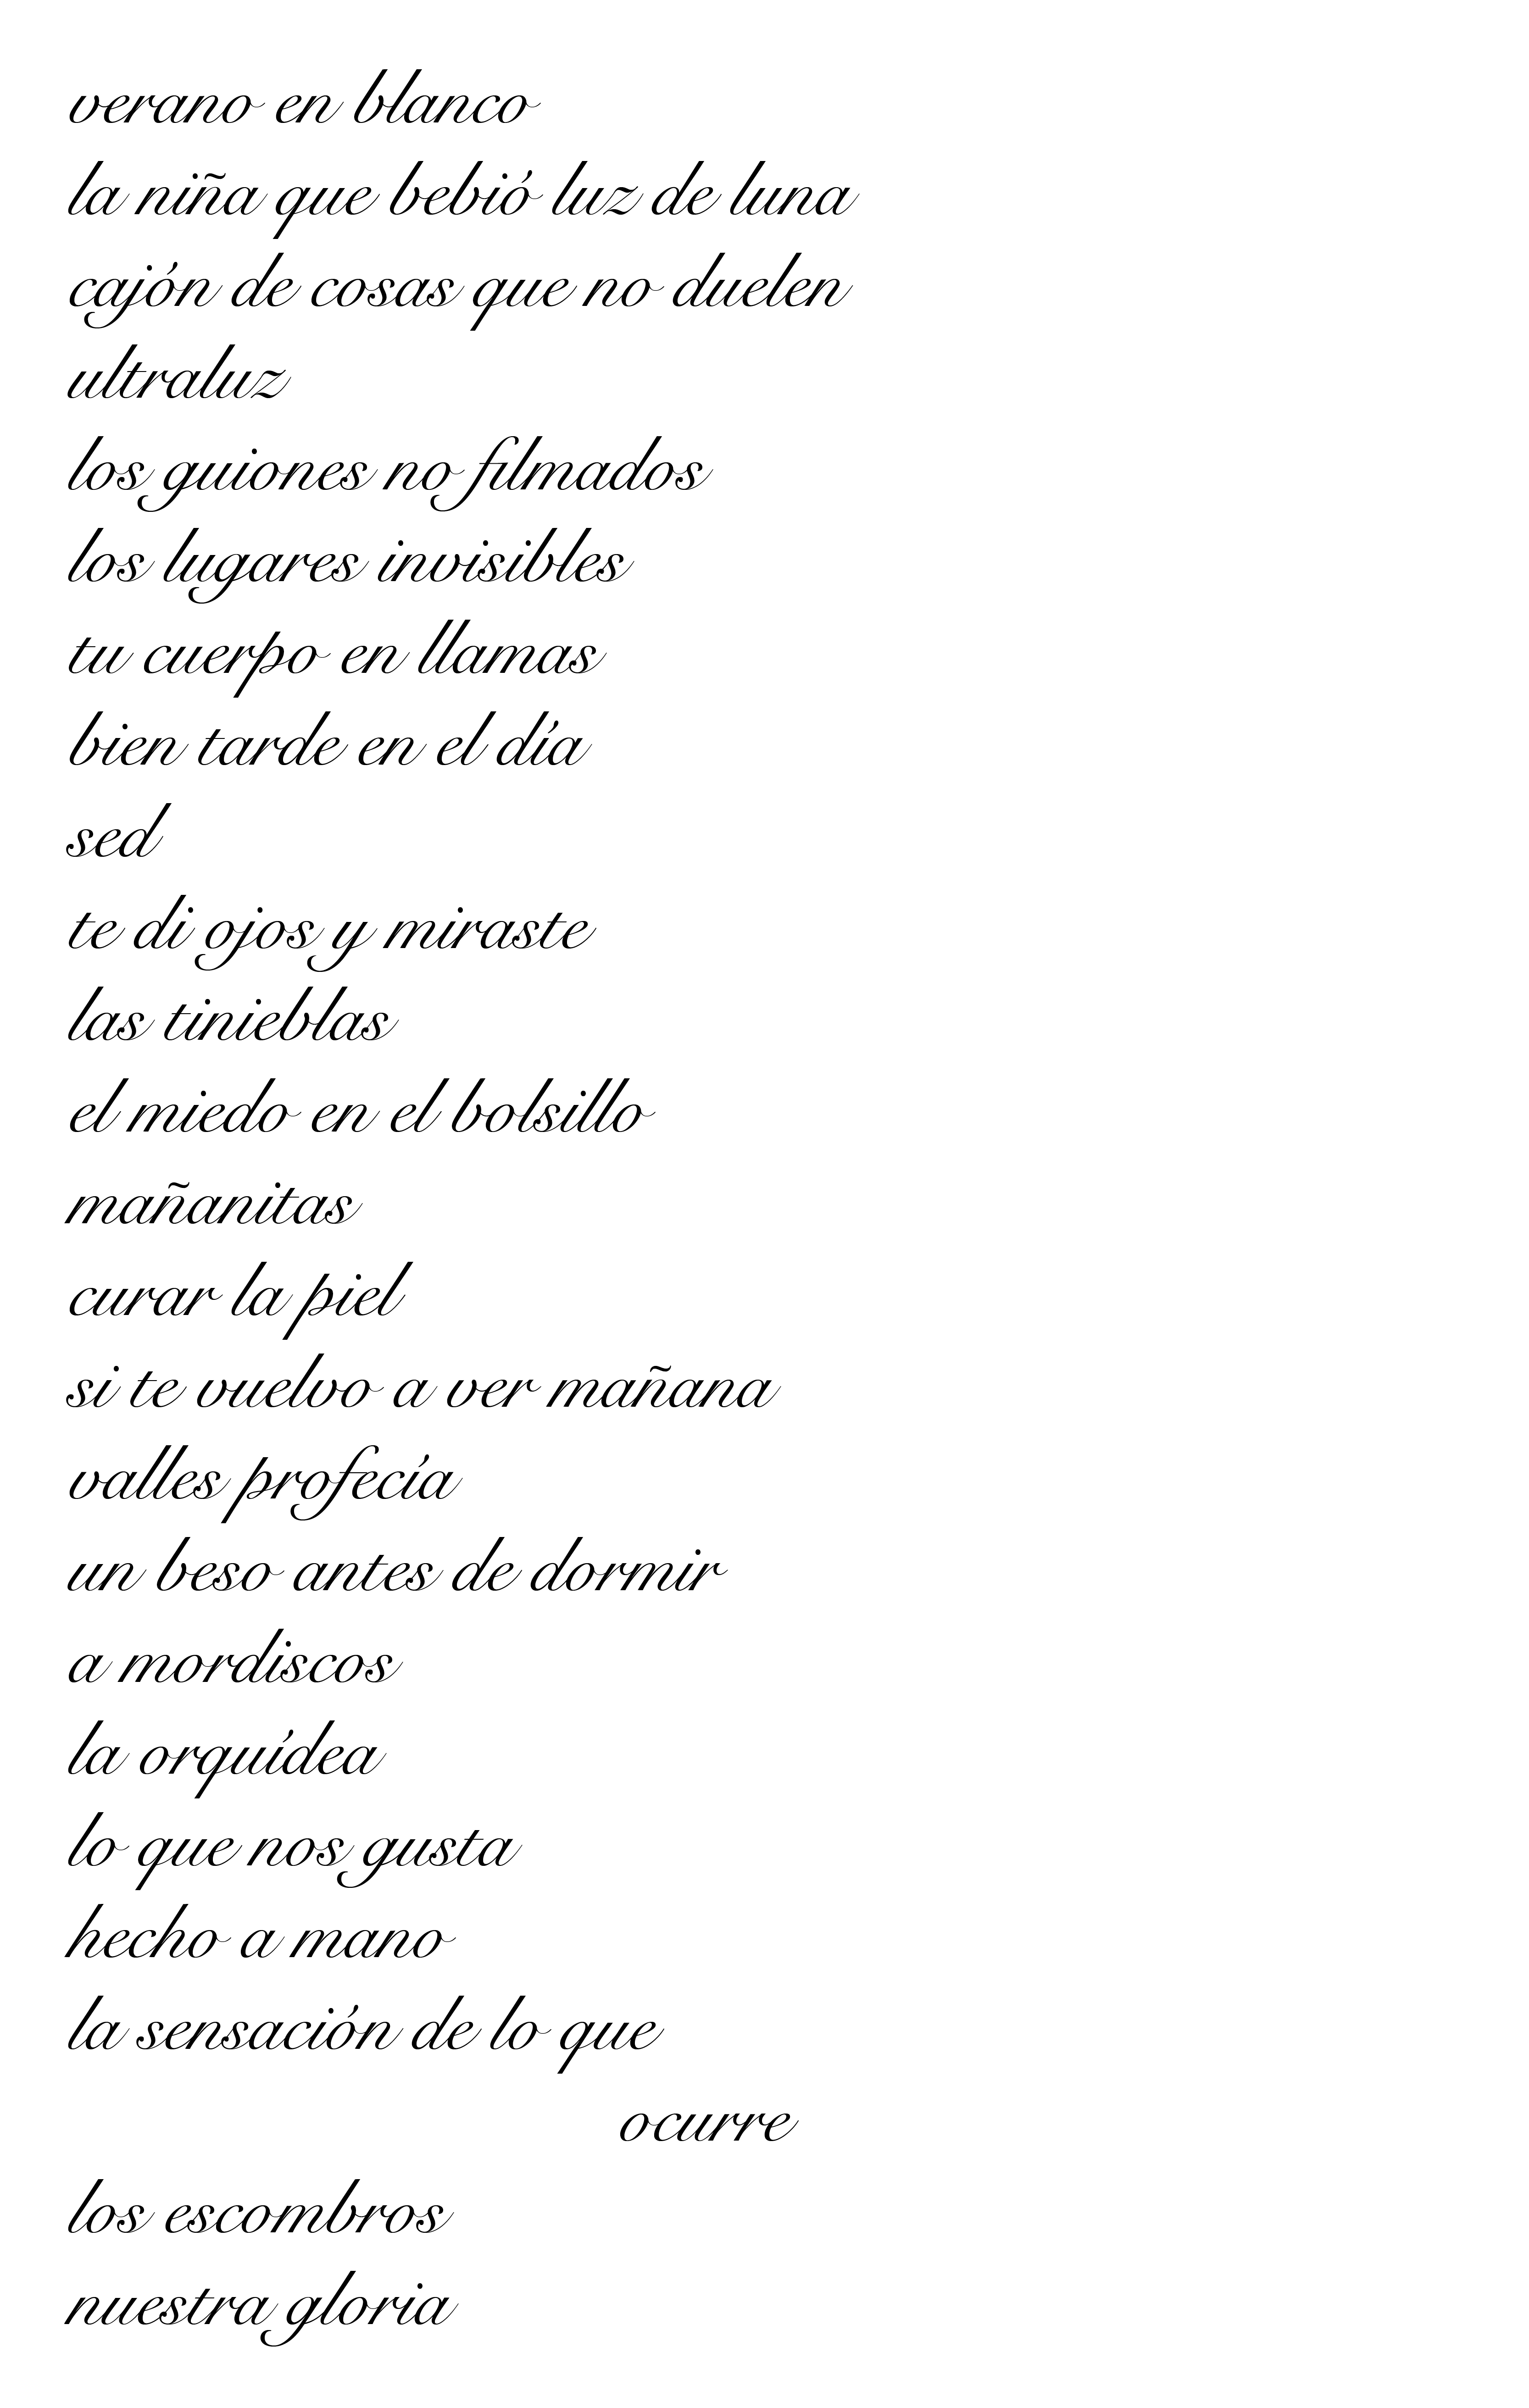 verano en blanco
la niña que bebió luz de luna
cajón de cosas que no duelen
ultraluz
los guiones no filmados
los lugares invisibles
tu cuerpo en llamas
bien tarde en el día
sed
te di ojos y miraste
las tinieblas
el miedo en el bolsillo
mañanitas
curar la piel
si te vuelvo a ver mañana
valles profecía
un beso antes de dormir
a mordiscos
la orquídea
lo que nos gusta
hecho a mano
la sensación de lo que
ocurre
los escombros
nuestra gloria